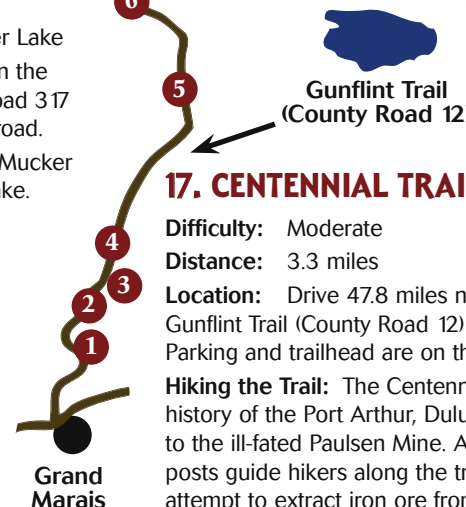 6
er Lake
n the
oad 317
road.
Mucker
ke.
5
Gunflint Trail
(County Road 12
4
3
2
1
Grand
Marais
17. CENTENNIAL TRAI
Difficulty: Moderate
Distance: 3.3 miles
Location: Drive 47.8 miles n
Gunflint Trail (County Road 12)
Parking and trailhead are on th
Hiking the Trail: The Centenn
history of the Port Arthur, Dulu
to the ill-fated Paulsen Mine. A
posts guide hikers along the tr
attempt to extract iron ore from